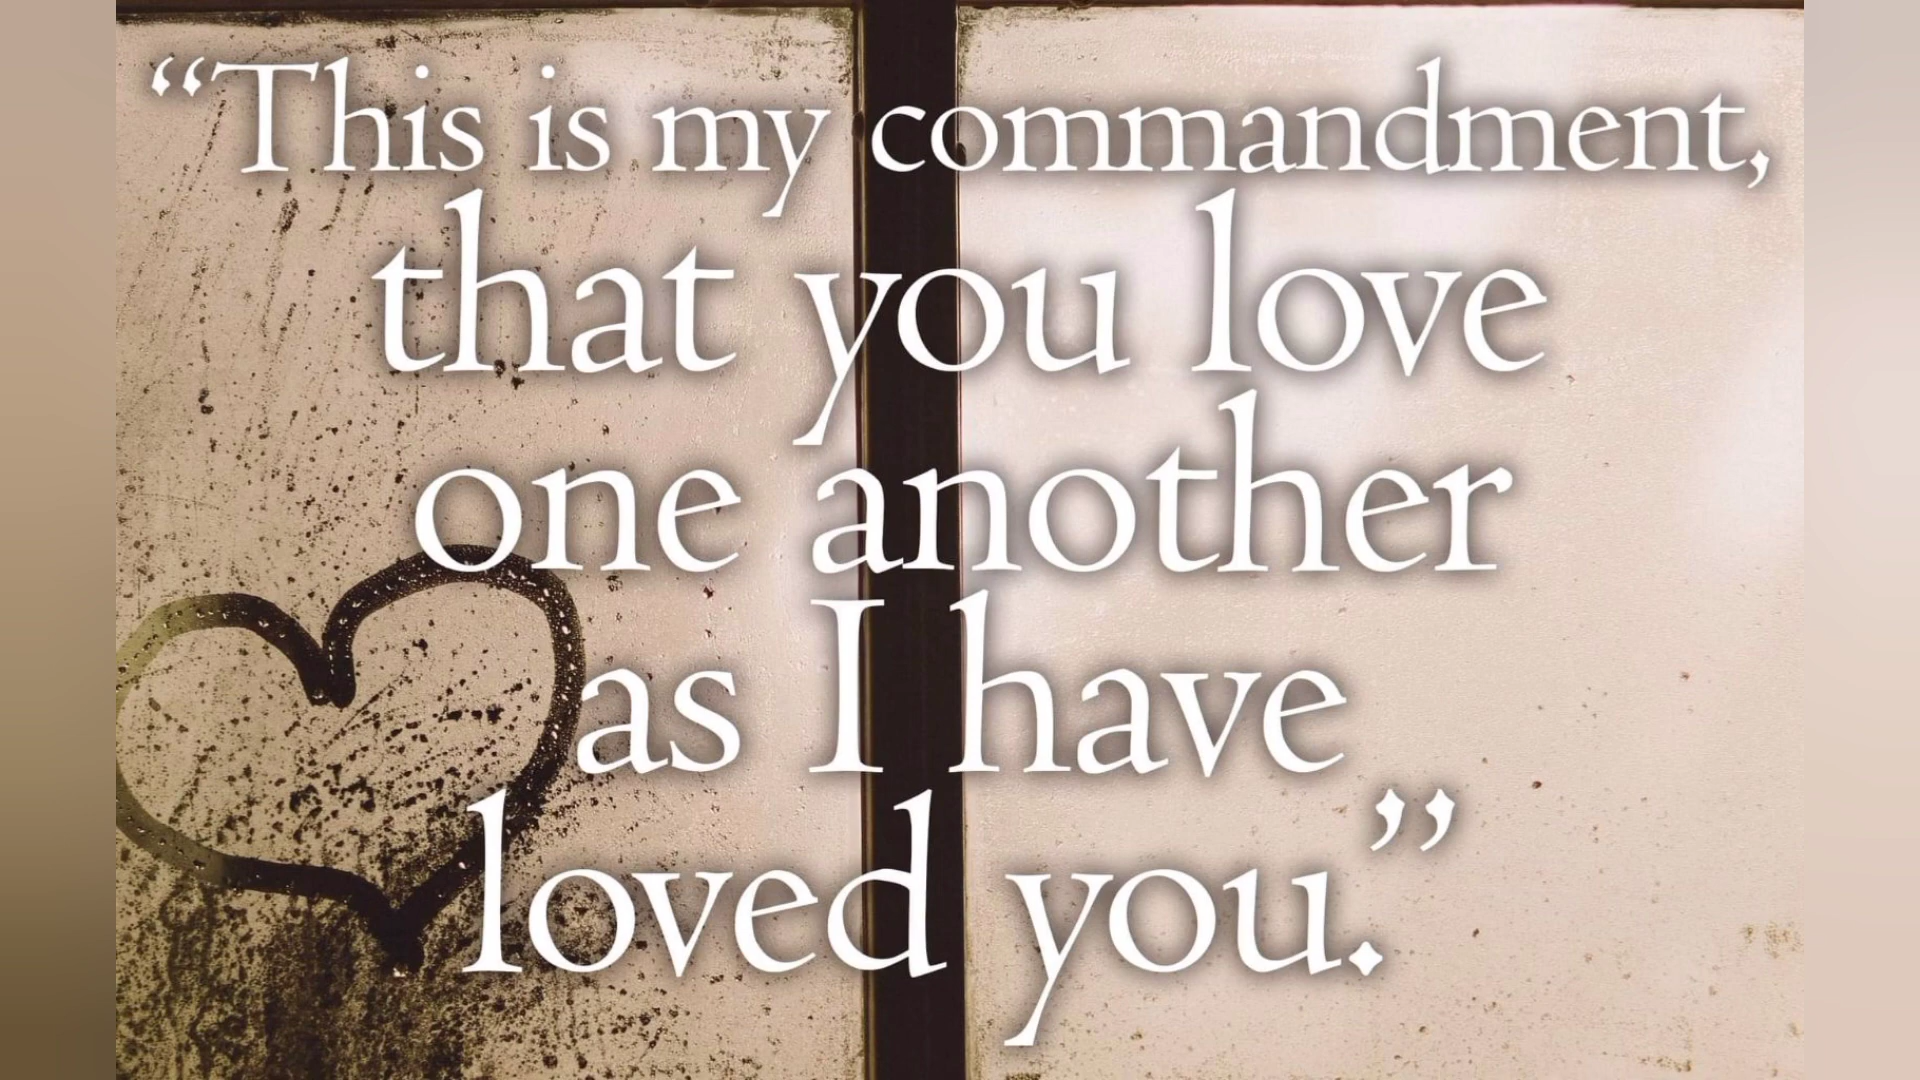 “This is my commandment,
that you love
one another
as I have
loved you.”